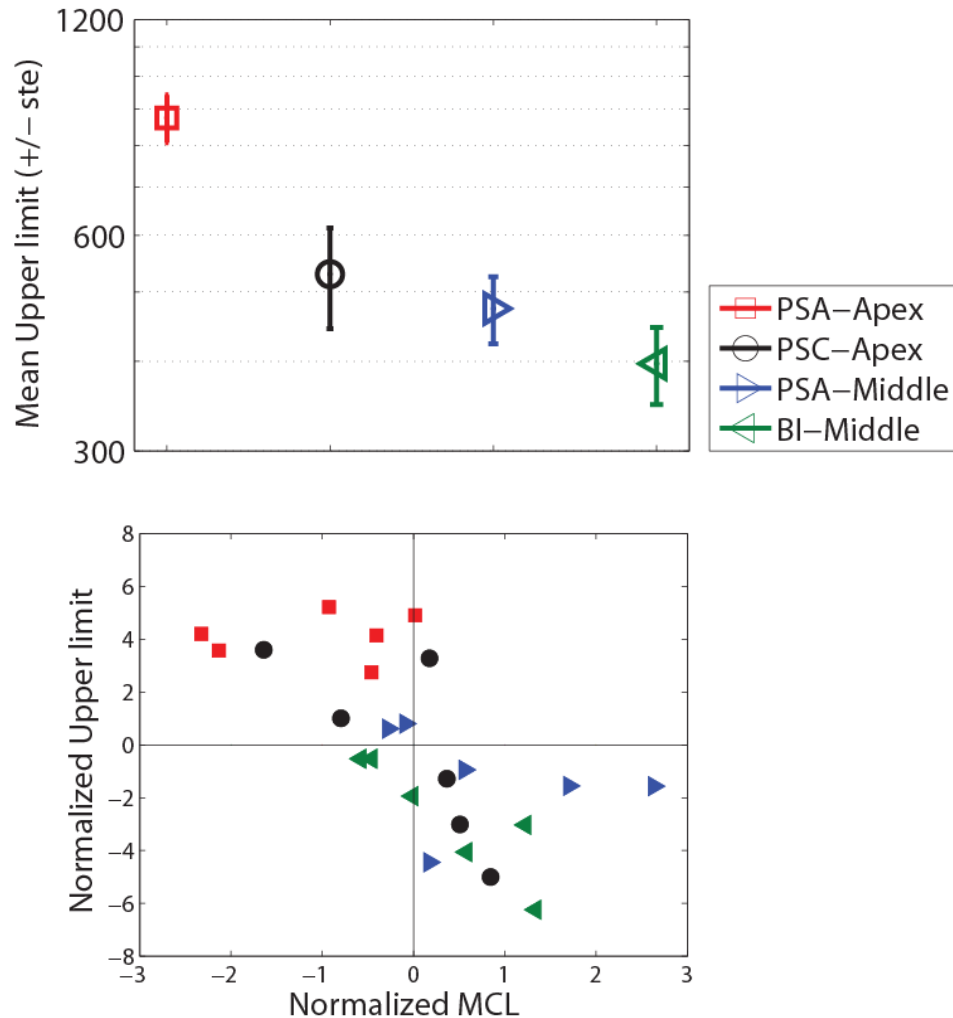 1200
600
300
Mean Upper limit (+/− ste)
PSA−Apex
PSC−Apex
PSA−Middle
BI−Middle
8
6
4
2
0
−2
−4
−6
−8
Normalized Upper limit
−3 −2 −1 0 1 2 3
Normalized MCL